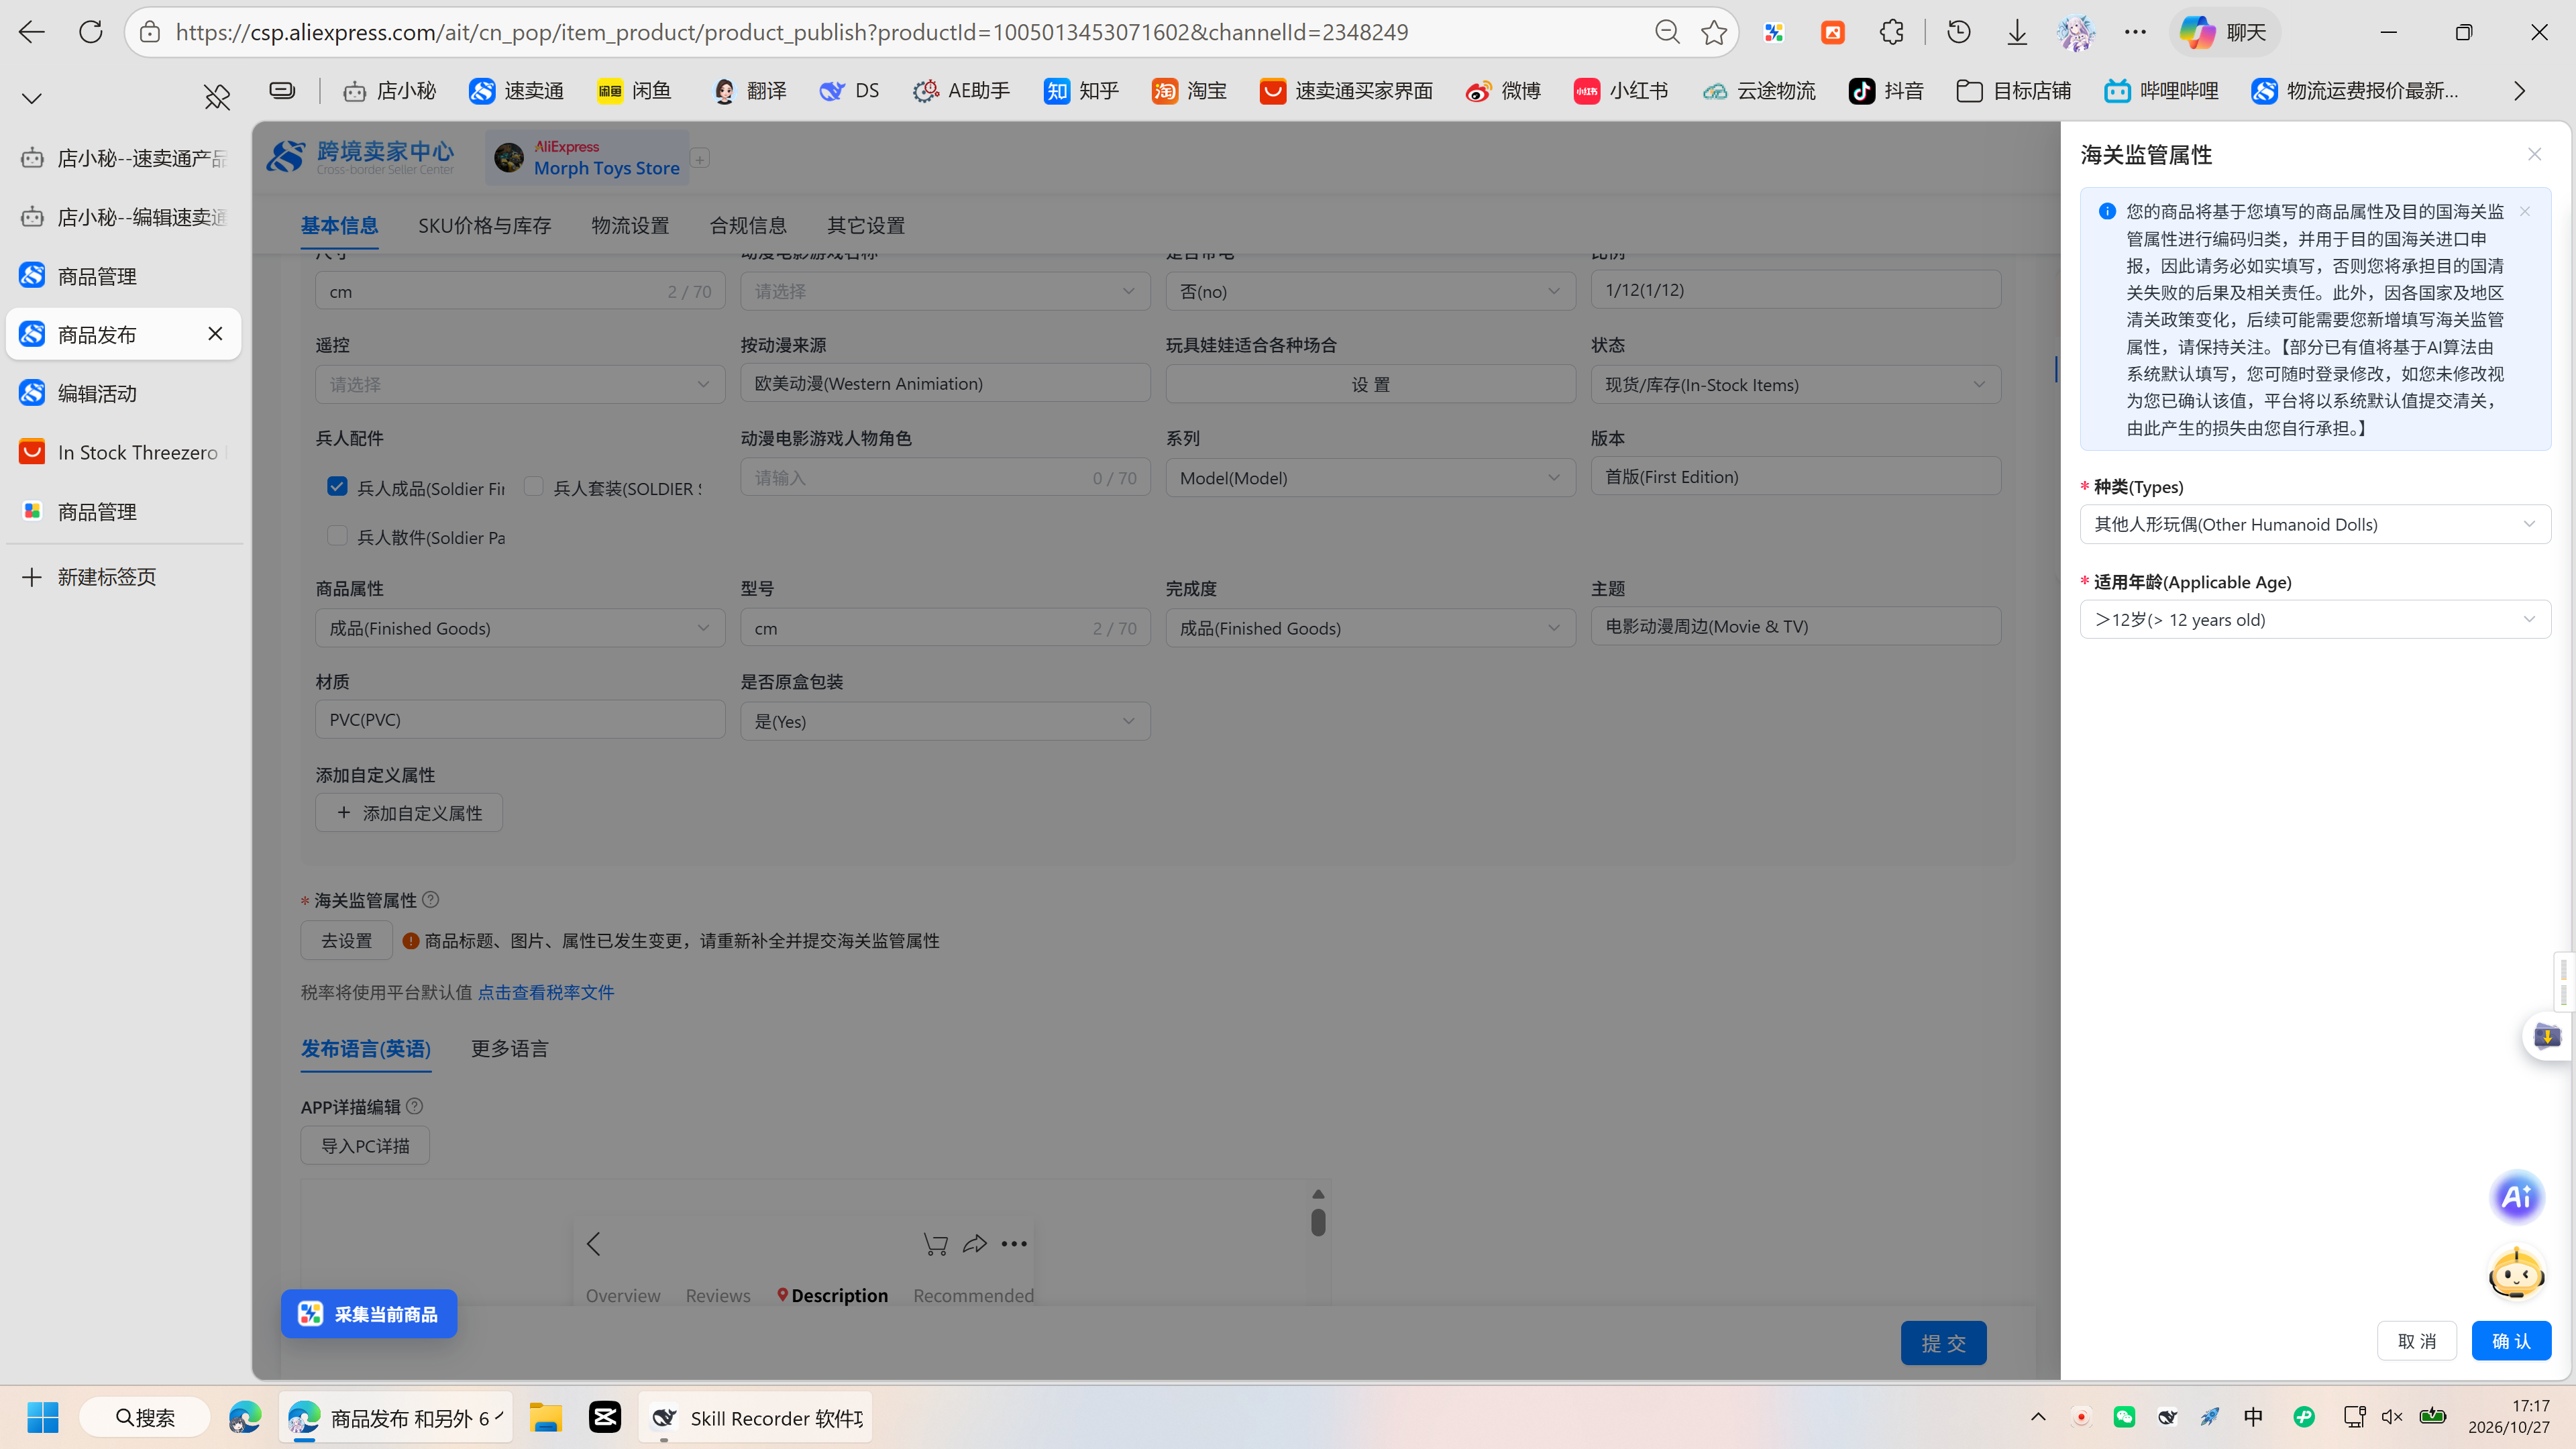 https://csp.aliexpress.com/ait/cn_pop/item_product/product_publish?productId=1005013453071602&channelId=2348249
聊天
店小秘
速卖通
闲鱼
翻译
DS
AE助手
知乎
淘宝
速卖通买家界面
微博
小红书
云途物流
抖音
目标店铺
哔哩哔哩
物流运费报价最新...
店小秘--速卖通产品
店小秘--编辑速卖通
商品管理
商品发布
编辑活动
In Stock Threezero
商品管理
新建标签页
跨境卖家中心
Cross-border Seller Center
AliExpress
Morph Toys Store
基本信息
SKU价格与库存
物流设置
合规信息
其它设置
尺寸
动漫电影游戏名称
是否带电
比例
cm
2 / 70
请选择
否(no)
1/12(1/12)
遥控
按动漫来源
玩具娃娃适合各种场合
状态
请选择
欧美动漫(Western Animiation)
设 置
现货/库存(In-Stock Items)
兵人配件
动漫电影游戏人物角色
系列
版本
兵人成品(Soldier Fir
兵人套装(SOLDIER S
兵人散件(Soldier Pa
请输入
0 / 70
Model(Model)
首版(First Edition)
商品属性
型号
完成度
主题
成品(Finished Goods)
cm
2 / 70
成品(Finished Goods)
电影动漫周边(Movie & TV)
材质
是否原盒包装
PVC(PVC)
是(Yes)
添加自定义属性
添加自定义属性
* 海关监管属性
去设置
商品标题、图片、属性已发生变更，请重新补全并提交海关监管属性
税率将使用平台默认值 点击查看税率文件
发布语言(英语)
更多语言
APP详描编辑
导入PC详描
Overview
Reviews
Description
Recommended
采集当前商品
提 交
海关监管属性
您的商品将基于您填写的商品属性及目的国海关监
管属性进行编码归类，并用于目的国海关进口申
报，因此请务必如实填写，否则您将承担目的国清
关失败的后果及相关责任。此外，因各国家及地区
清关政策变化，后续可能需要您新增填写海关监管
属性，请保持关注。【部分已有值将基于AI算法由
系统默认填写，您可随时登录修改，如您未修改视
为您已确认该值，平台将以系统默认值提交清关，
由此产生的损失由您自行承担。】
* 种类(Types)
其他人形玩偶(Other Humanoid Dolls)
* 适用年龄(Applicable Age)
＞12岁(> 12 years old)
Ai
取 消
确 认
搜索
商品发布 和另外 6 个
Skill Recorder 软件功
中
17:17
2026/10/27